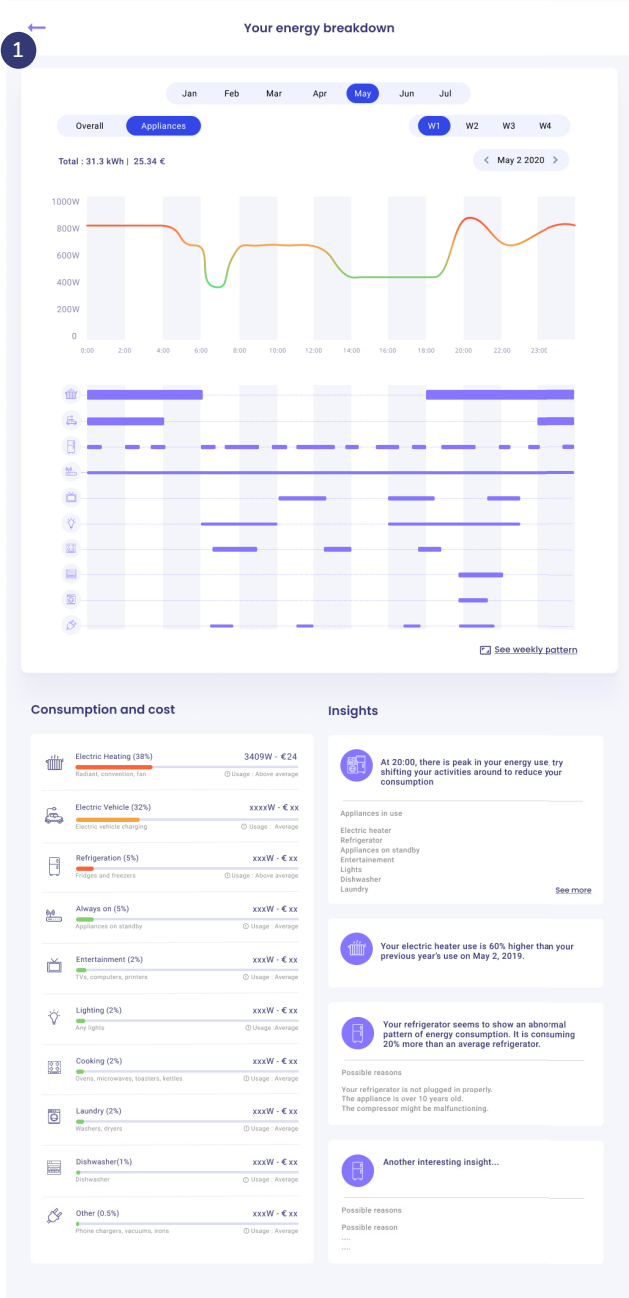 1
Your energy breakdown
Jan Feb Mar Apr May Jun Jul
Overall Appliances W1 W2 W3 W4
Total : 31.3 kWh | 25.34 € < May 2 2020 >
1000W
800W
600W
400W
200W
0
0:00 2:00 4:00 6:00 8:00 10:00 12:00 14:00 16:00 18:00 20:00 22:00 23:00
See weekly pattern
Consumption and cost
Electric Heating (38%) 3409W - €24
Radiant, convention, fan Usage : Above average
Electric Vehicle (32%) xxxxW - € xx
Electric vehicle charging Usage : Average
Refrigeration (5%) xxxW - € xx
Fridges and freezers Usage : Above average
Always on (5%) xxxW - € xx
Appliances on standby Usage : Average
Entertainment (2%) xxxW - € xx
TVs, computers, printers Usage : Average
Lighting (2%) xxxW - € xx
Any lights Usage : Average
Cooking (2%) xxxW - € xx
Ovens, microwaves, toasters, kettles Usage : Average
Laundry (2%) xxxW - € xx
Washers, dryers Usage : Average
Dishwasher(1%) xxxW - € xx
Dishwasher Usage : Average
Other (0.5%) xxxW - € xx
Phone chargers, vacuums, irons Usage : Average
Insights
At 20:00, there is peak in your energy use, try
shifting your activities around to reduce your
consumption
Appliances in use
Electric heater
Refrigerator
Appliances on standby
Entertainement
Lights
Dishwasher
Laundry See more
Your electric heater use is 60% higher than your
previous year's use on May 2, 2019.
Your refrigerator seems to show an abnormal
pattern of energy consumption. It is consuming
20% more than an average refrigerator.
Possible reasons
Your refrigerator is not plugged in properly.
The appliance is over 10 years old.
The compressor might be malfunctioning.
Another interesting insight...
Possible reasons
Possible reason
....
....